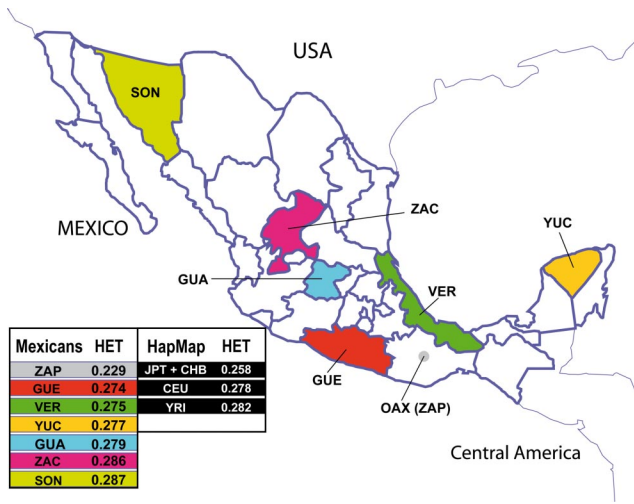 USA
SON
ZAC
MEXICO
YUC
GUA
VER
Mexicans HET HapMap HET
ZAP 0.229 JPT + CHB 0.258
GUE 0.274 CEU 0.278
VER 0.275 YRI 0.282
YUC 0.277
GUA 0.279
ZAC 0.286
SON 0.287
GUE
OAX (ZAP)
Central America